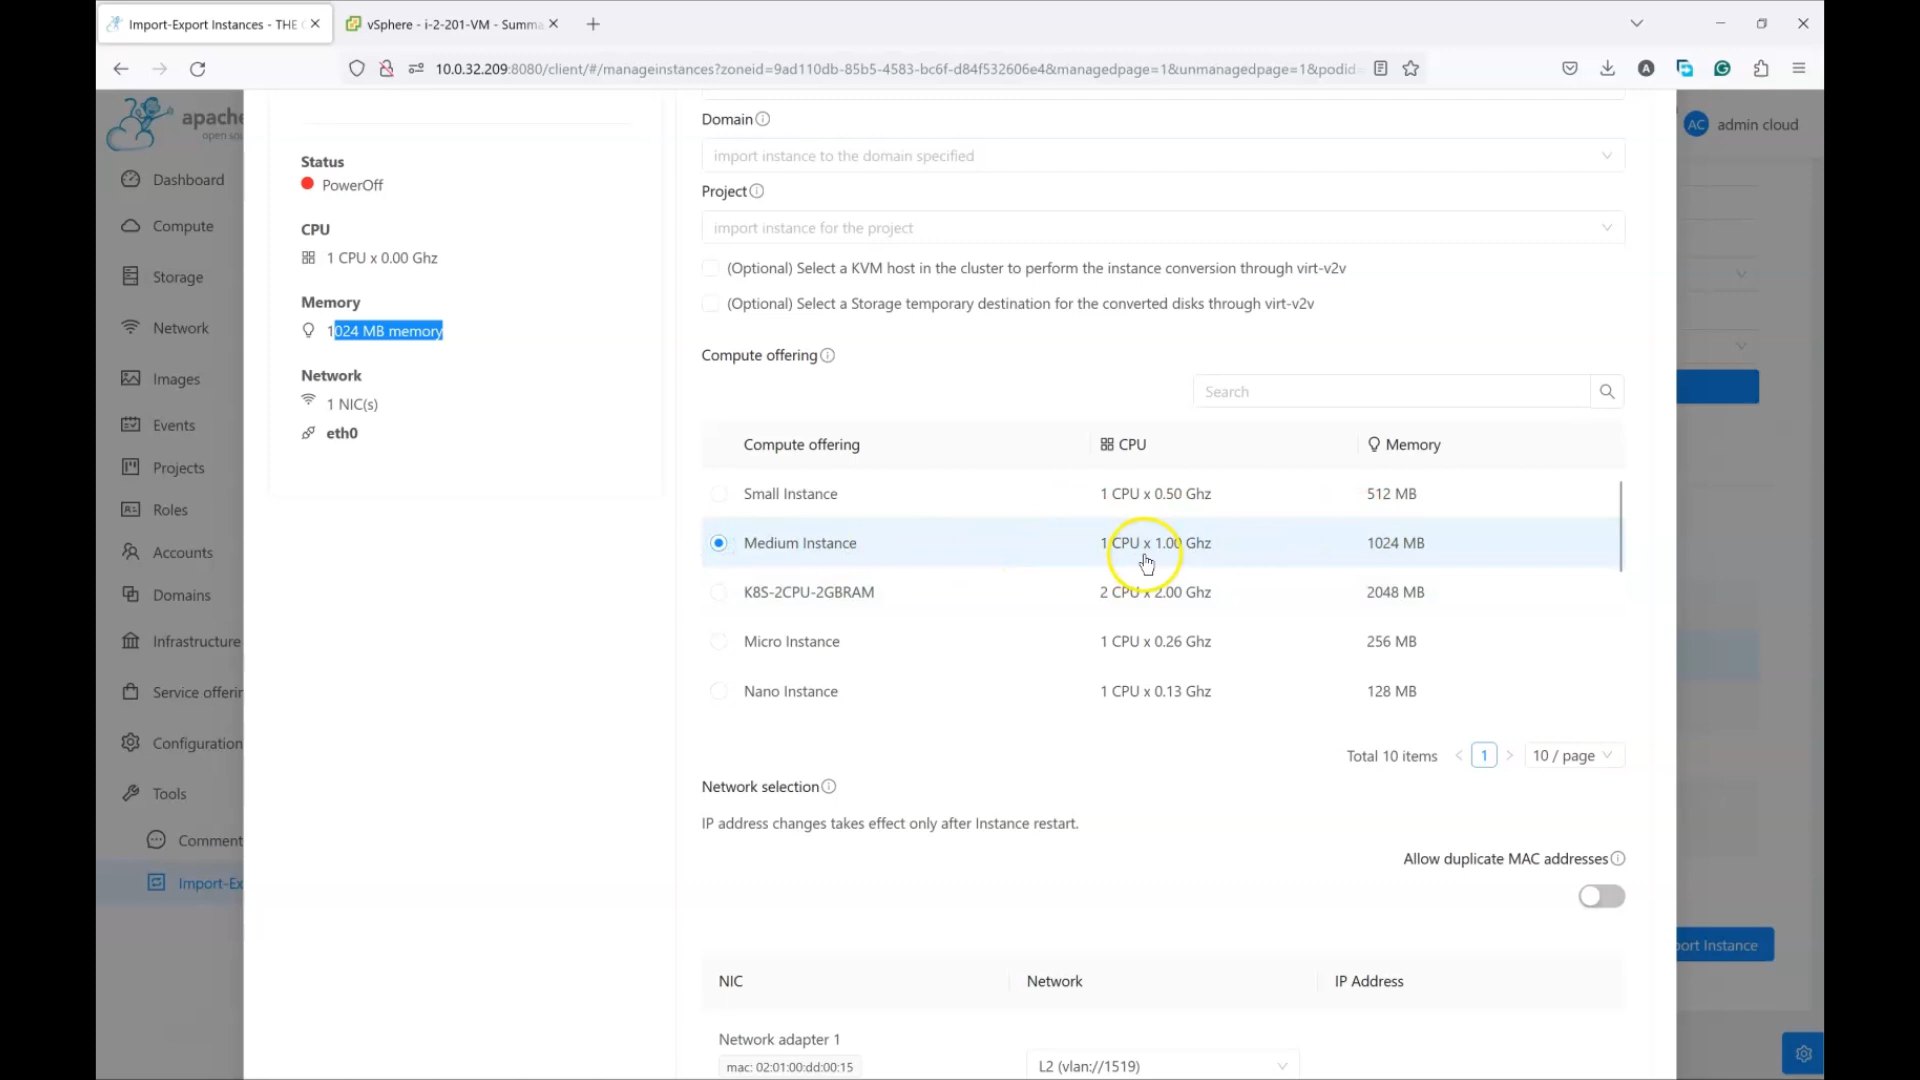 Import-Export Instances - THE
vSphere - i-2-201-VM - Summ
10.0.32.209:8080/client/#/manageinstances?zoneid=9ad110db-85b5-4583-bc6f-d84f532606e4&managedpage=1&unmanagedpage=1&podid=
A
apache
open sou
AC admin cloud
Dashboard
Compute
Storage
Network
Images
Events
Projects
Roles
Accounts
Domains
Infrastructure
Service offerin
Configuration
Tools
Comment
Import-Ex
Status
PowerOff
CPU
1 CPU x 0.00 Ghz
Memory
1024 MB memory
Network
1 NIC(s)
eth0
Domain
import instance to the domain specified
Project
import instance for the project
(Optional) Select a KVM host in the cluster to perform the instance conversion through virt-v2v
(Optional) Select a Storage temporary destination for the converted disks through virt-v2v
Compute offering
Search
Compute offering CPU Memory
Small Instance 1 CPU x 0.50 Ghz 512 MB
Medium Instance 1 CPU x 1.00 Ghz 1024 MB
K8S-2CPU-2GBRAM 2 CPU x 2.00 Ghz 2048 MB
Micro Instance 1 CPU x 0.26 Ghz 256 MB
Nano Instance 1 CPU x 0.13 Ghz 128 MB
Total 10 items 1 10 / page
Network selection
IP address changes takes effect only after Instance restart.
Allow duplicate MAC addresses
ort Instance
NIC Network IP Address
Network adapter 1
mac: 02:01:00:dd:00:15 L2 (vlan://1519)